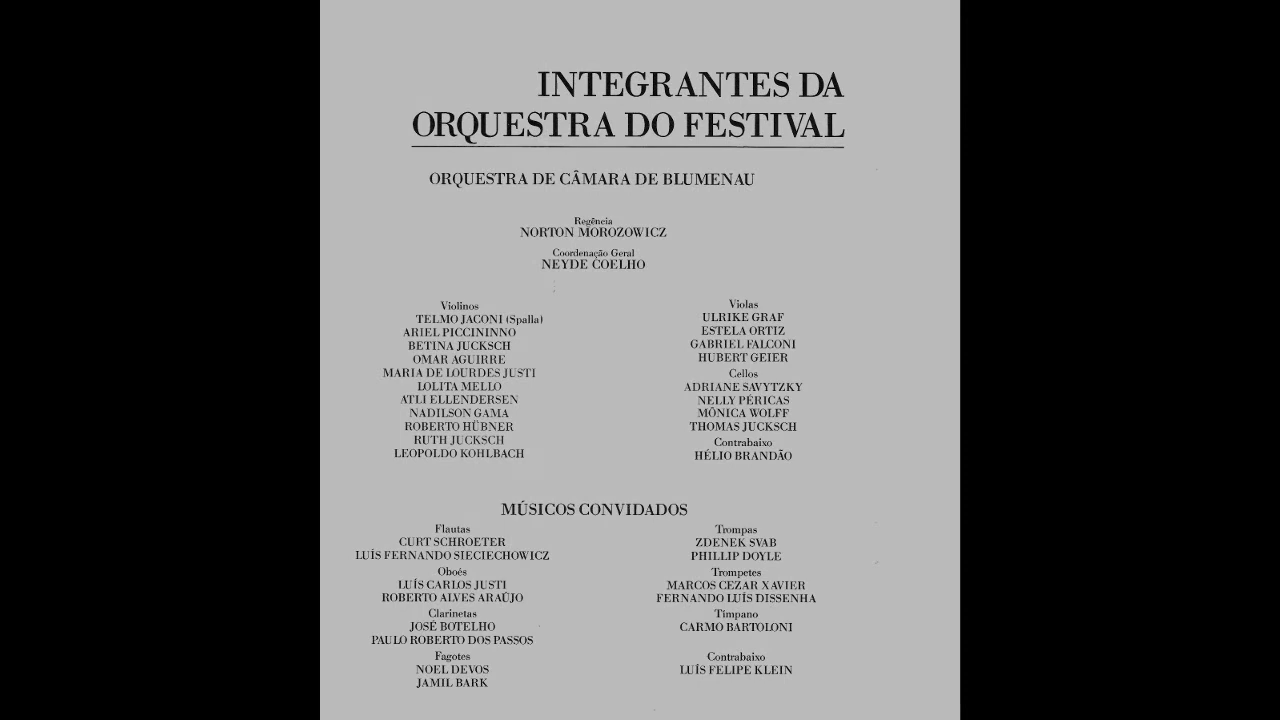 INTEGRANTES DA
ORQUESTRA DO FESTIVAL
ORQUESTRA DE CÂMARA DE BLUMENAU
Regência
NORTON MOROZOWICZ
Coordenação Geral
NEYDE COELHO
Violinos
TELMO JACONI (Spalla)
ARIEL PICCININNO
BETINA JUCKSCH
OMAR AGUIRRE
MARIA DE LOURDES JUSTI
LOLITA MELLO
ATLI ELLENDERSEN
NADILSON GAMA
ROBERTO HÜBNER
RUTH JUCKSCH
LEOPOLDO KOHLBACH
Violas
ULRIKE GRAF
ESTELA ORTIZ
GABRIEL FALCONI
HUBERT GEIER
Cellos
ADRIANE SAVYTZKY
NELLY PÉRICAS
MÔNICA WOLFF
THOMAS JUCKSCH
Contrabaixo
HÉLIO BRANDÃO
MÚSICOS CONVIDADOS
Flautas
CURT SCHROETER
LUÍS FERNANDO SIECIECHOWICZ
Oboés
LUÍS CARLOS JUSTI
ROBERTO ALVES ARAÚJO
Clarinetas
JOSÉ BOTELHO
PAULO ROBERTO DOS PASSOS
Fagotes
NOEL DEVOS
JAMIL BARK
Trompas
ZDENEK SVAB
PHILLIP DOYLE
Trompetes
MARCOS CEZAR XAVIER
FERNANDO LUÍS DISSENHA
Tímpano
CARMO BARTOLONI
Contrabaixo
LUÍS FELIPE KLEIN